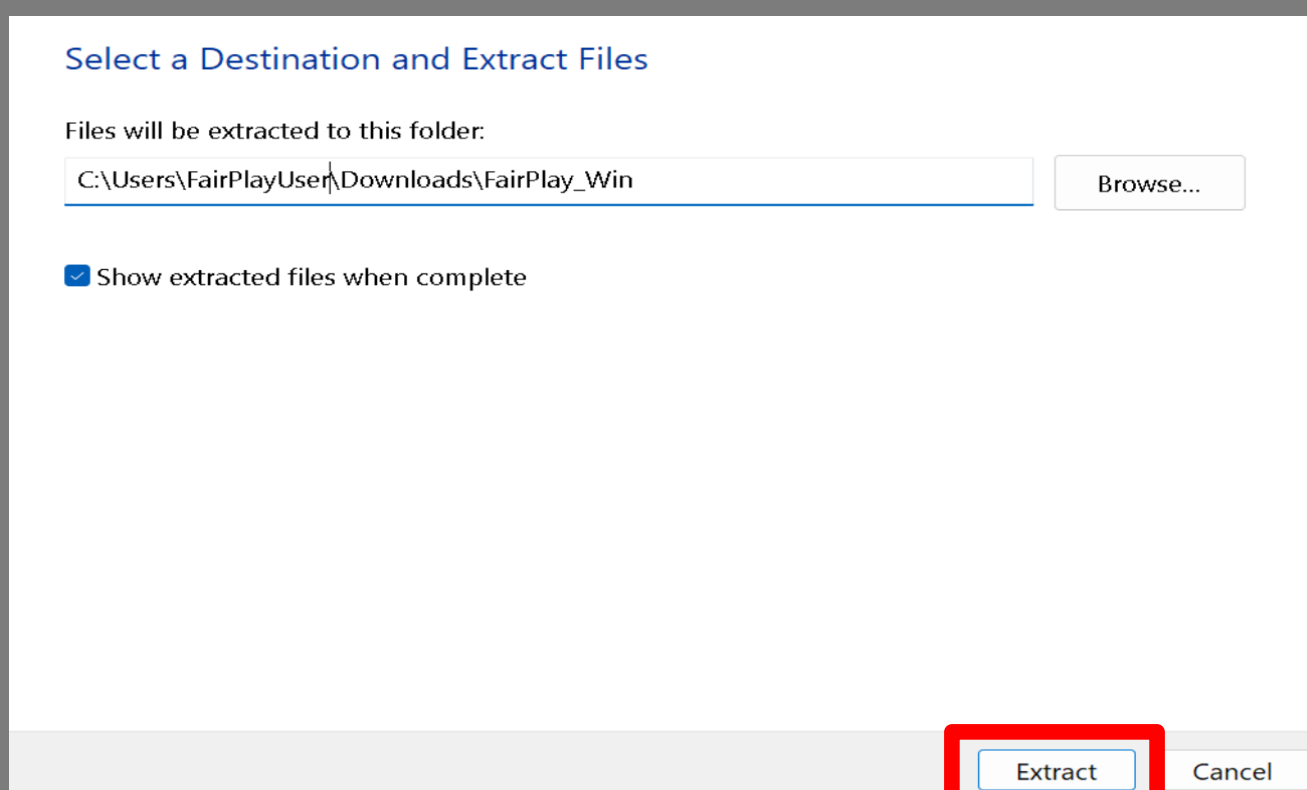 Select a Destination and Extract Files
Files will be extracted to this folder:
C:\Users\FairPlayUser\Downloads\FairPlay_Win
Browse...
Show extracted files when complete
Extract
Cancel